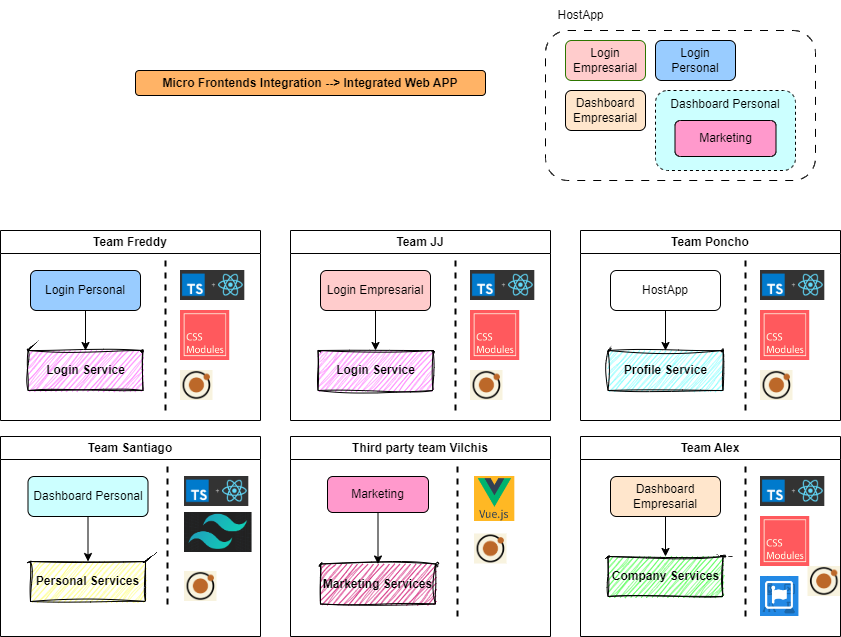 HostApp
Login
Empresarial
Login
Personal
Micro Frontends Integration --> Integrated Web APP
Dashboard
Empresarial
Dashboard Personal
Marketing
Team Freddy
Login Personal
TS +
CSS
Modules
Login Service
Team JJ
Login Empresarial
TS +
CSS
Modules
Login Service
Team Poncho
HostApp
TS +
CSS
Modules
Profile Service
Team Santiago
Dashboard Personal
TS +
Personal Services
Third party team Vilchis
Marketing
Vue.js
Marketing Services
Team Alex
Dashboard
Empresarial
TS +
CSS
Modules
Company Services